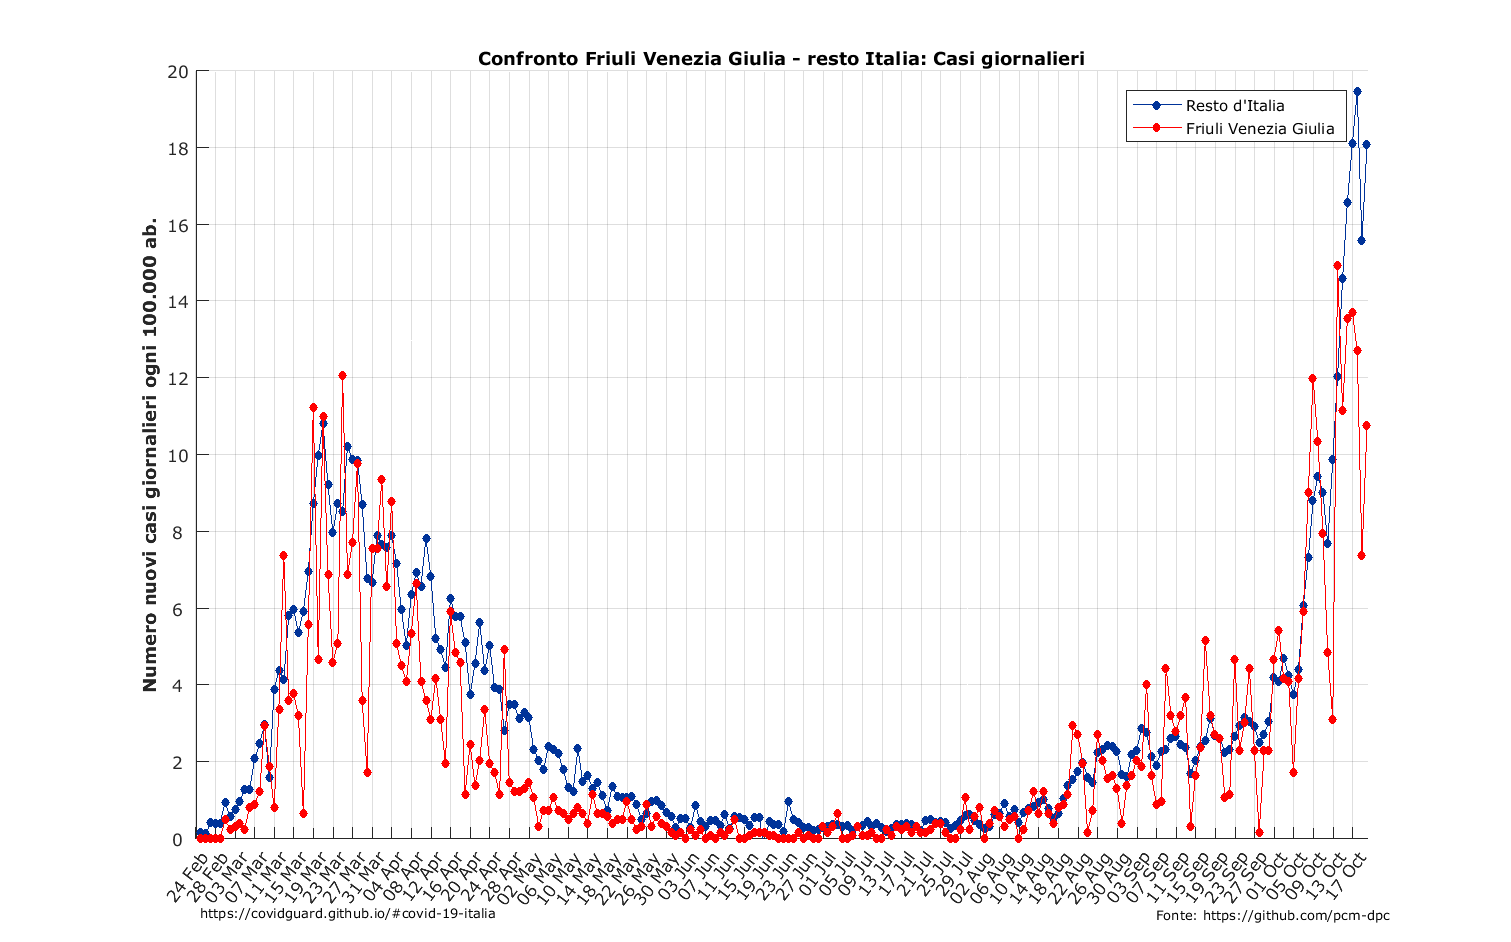 Confronto Friuli Venezia Giulia - resto Italia: Casi giornalieri
Resto d'Italia
Friuli Venezia Giulia
Numero nuovi casi giornalieri ogni 100.000 ab.
20
18
16
14
12
10
8
6
4
2
0
24 Feb
28 Feb
03 Mar
07 Mar
11 Mar
15 Mar
19 Mar
23 Mar
27 Mar
31 Mar
04 Apr
08 Apr
12 Apr
16 Apr
20 Apr
24 Apr
28 Apr
02 May
06 May
10 May
14 May
18 May
22 May
26 May
30 May
03 Jun
07 Jun
11 Jun
15 Jun
19 Jun
23 Jun
27 Jun
01 Jul
05 Jul
09 Jul
13 Jul
17 Jul
21 Jul
25 Jul
29 Jul
02 Aug
06 Aug
10 Aug
14 Aug
18 Aug
22 Aug
26 Aug
30 Aug
03 Sep
07 Sep
11 Sep
15 Sep
19 Sep
23 Sep
27 Sep
01 Oct
05 Oct
09 Oct
13 Oct
17 Oct
https://covidguard.github.io/#covid-19-italia
Fonte: https://github.com/pcm-dpc